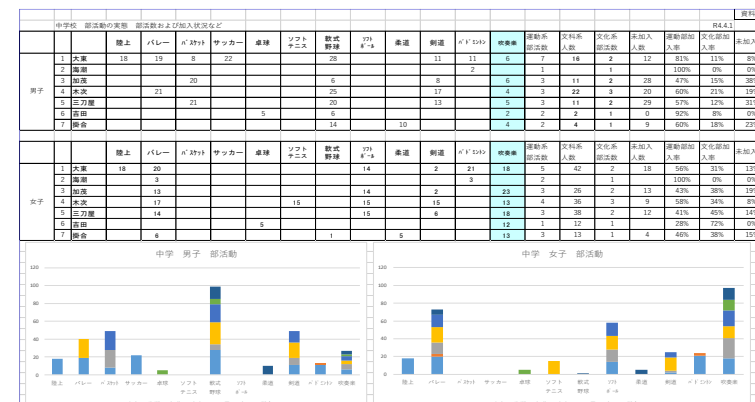 資料
中学校 部活動の実態 部活数および加入状況など R4.4.1
陸上 バレー バスケット サッカー 卓球 ソフトテニス 軟式野球 ソフトボール 柔道 剣道 バドミントン 吹奏楽 運動系部活数 文科系人数 文化系部活数 未加入人数 運動部加入率 文化部加入率 未加入
男子
1 大東 18 19 8 22 28 11 11 6 7 16 2 12 81% 11% 8%
2 海潮 2 1 1 100% 0% 0%
3 加茂 20 6 8 6 3 11 2 28 47% 15% 38%
4 木次 21 25 17 4 3 22 3 20 60% 21% 19%
5 三刀屋 21 20 13 5 3 11 2 29 57% 12% 31%
6 吉田 5 6 2 2 2 1 0 92% 8% 0%
7 掛合 14 10 4 2 4 1 9 60% 18% 23%
陸上 バレー バスケット サッカー 卓球 ソフトテニス 軟式野球 ソフトボール 柔道 剣道 バドミントン 吹奏楽 運動系部活数 文科系人数 文化系部活数 未加入人数 運動部加入率 文化部加入率 未加入
女子
1 大東 18 20 14 2 21 18 5 42 2 18 56% 31% 13%
2 海潮 3 3 2 1 100% 0% 0%
3 加茂 13 14 2 23 3 26 2 13 43% 38% 19%
4 木次 17 15 15 15 13 4 36 3 9 58% 34% 8%
5 三刀屋 14 15 6 18 3 38 2 12 41% 45% 14%
6 吉田 5 12 1 12 1 28% 72% 0%
7 掛合 6 1 5 13 3 13 1 4 46% 38% 15%
中学 男子 部活動
120
100
80
60
40
20
0
陸上 バレー バスケット サッカー 卓球 ソフトテニス 軟式野球 ソフトボール 柔道 剣道 バドミントン 吹奏楽
中学 女子 部活動
120
100
80
60
40
20
0
陸上 バレー バスケット サッカー 卓球 ソフトテニス 軟式野球 ソフトボール 柔道 剣道 バドミントン 吹奏楽